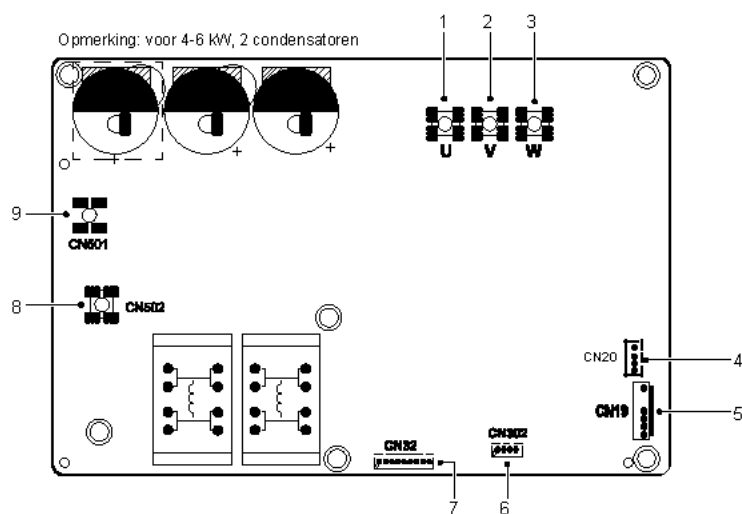 1 2 3
Opmerking: voor 4-6 kW, 2 condensatoren
+ + +
U V W
9
CN501
8 CN502
CN20 4
CN19 5
CN32 CN302
7 6